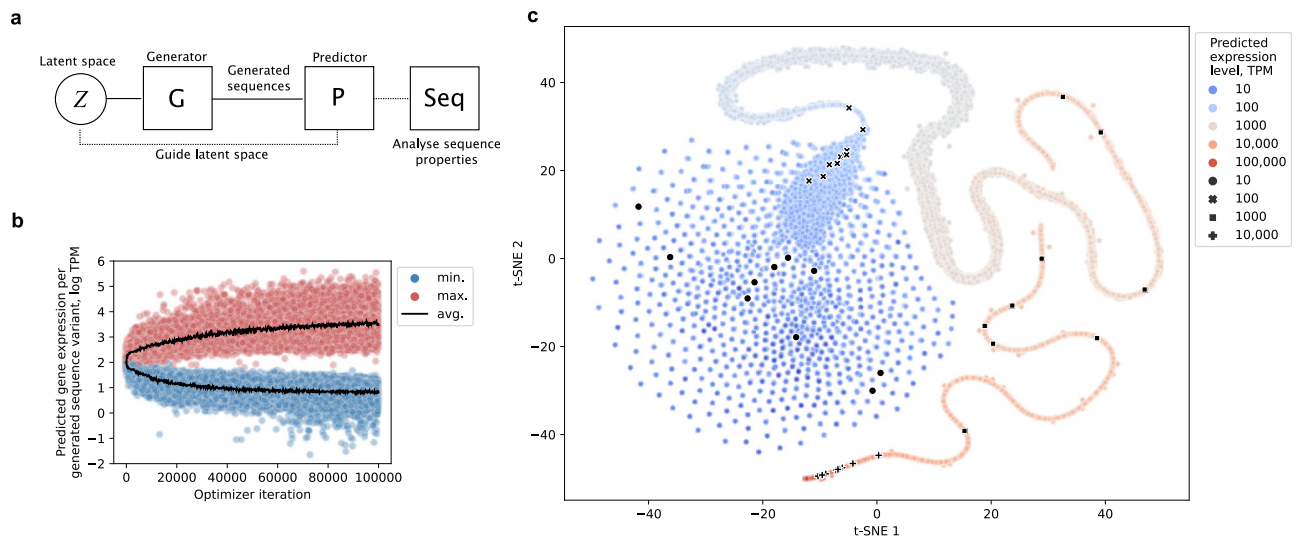 a
Latent space
Generator
Generated
sequences
Predictor
Z
G
P
Seq
Guide latent space
Analyse sequence
properties
b
Predicted gene expression per
generated sequence variant, log TPM
6
5
4
3
2
1
0
−1
−2
0
20000
40000
60000
80000
100000
Optimizer iteration
min.
max.
avg.
c
t-SNE 2
40
20
0
−20
−40
−40
−20
0
20
40
t-SNE 1
Predicted
expression
level, TPM
10
100
1000
10,000
100,000
10
100
1000
10,000